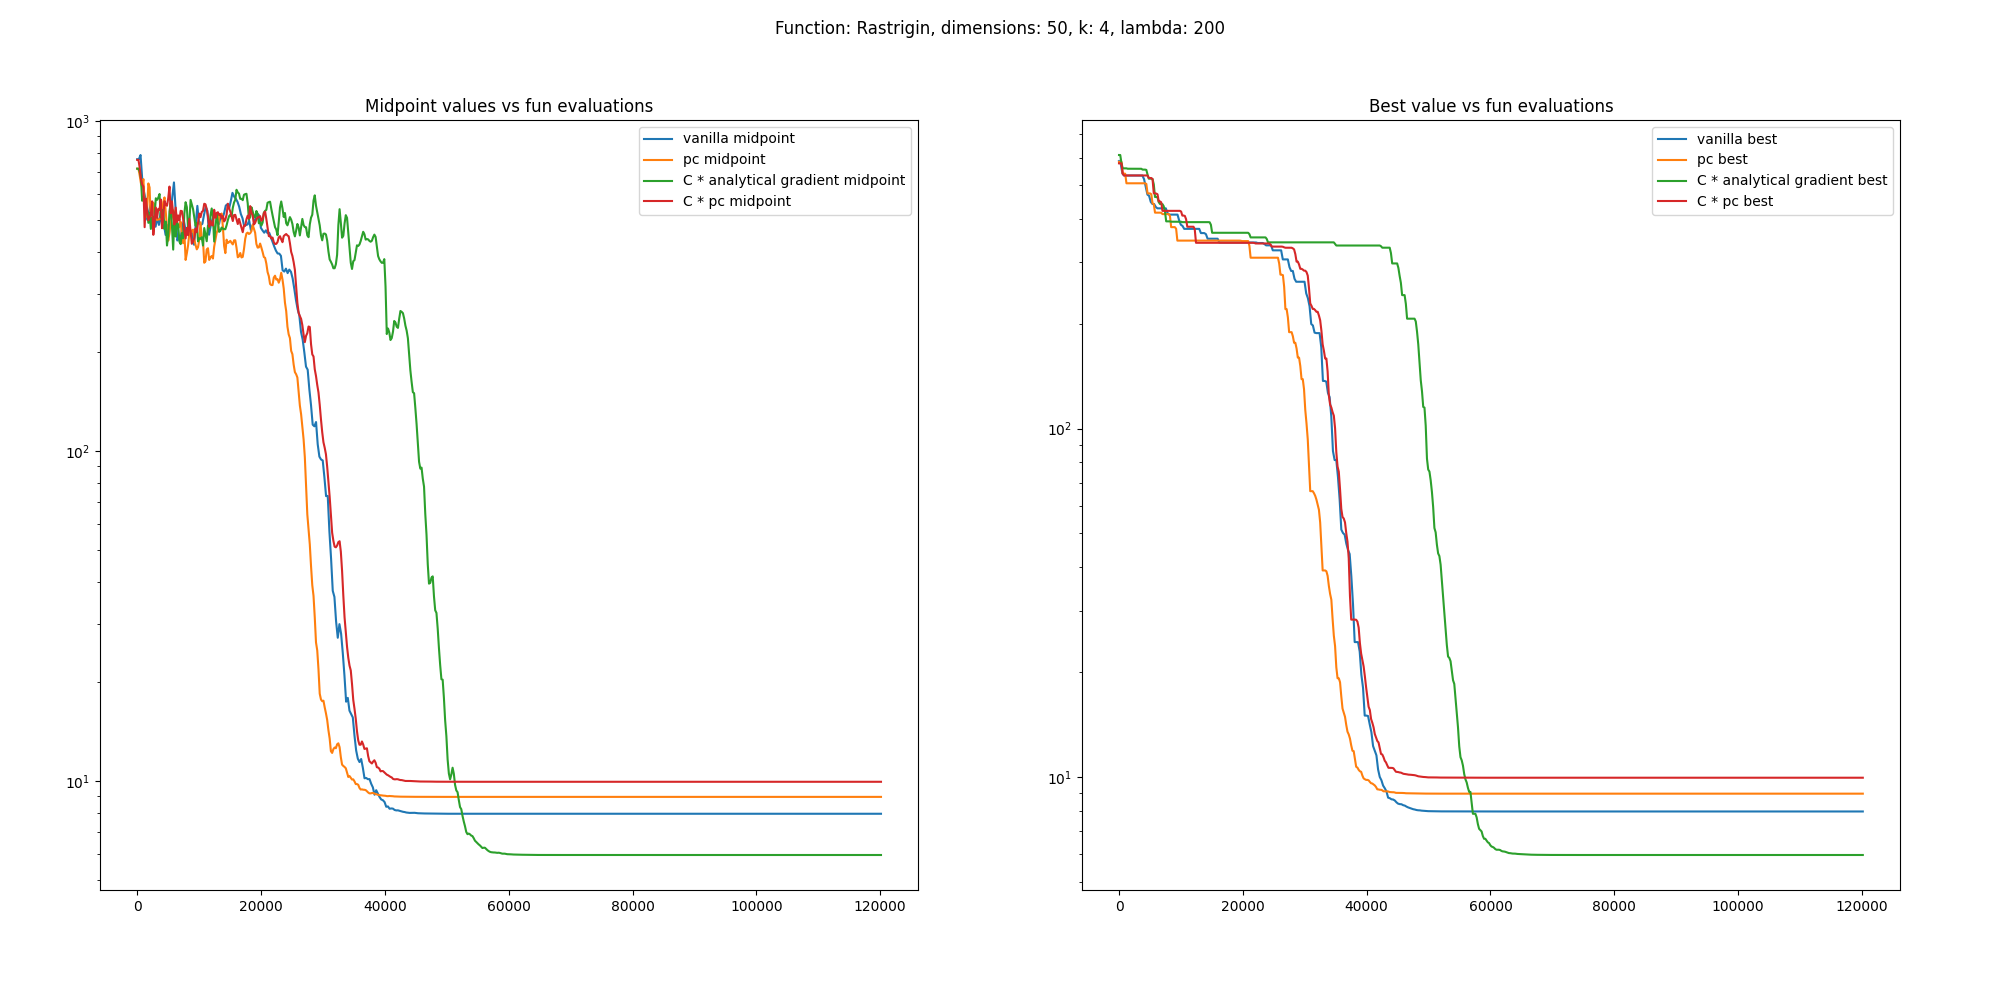 Function: Rastrigin, dimensions: 50, k: 4, lambda: 200
Midpoint values vs fun evaluations
10³
10²
10¹
0 20000 40000 60000 80000 100000 120000
vanilla midpoint
pc midpoint
C * analytical gradient midpoint
C * pc midpoint
Best value vs fun evaluations
10²
10¹
0 20000 40000 60000 80000 100000 120000
vanilla best
pc best
C * analytical gradient best
C * pc best